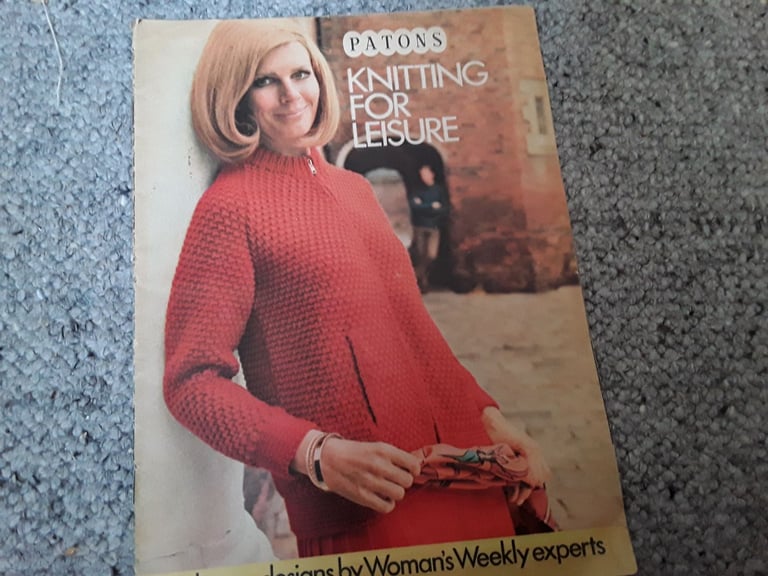 PATONS
KNITTING
FOR
LEISURE
designs by Woman's Weekly experts